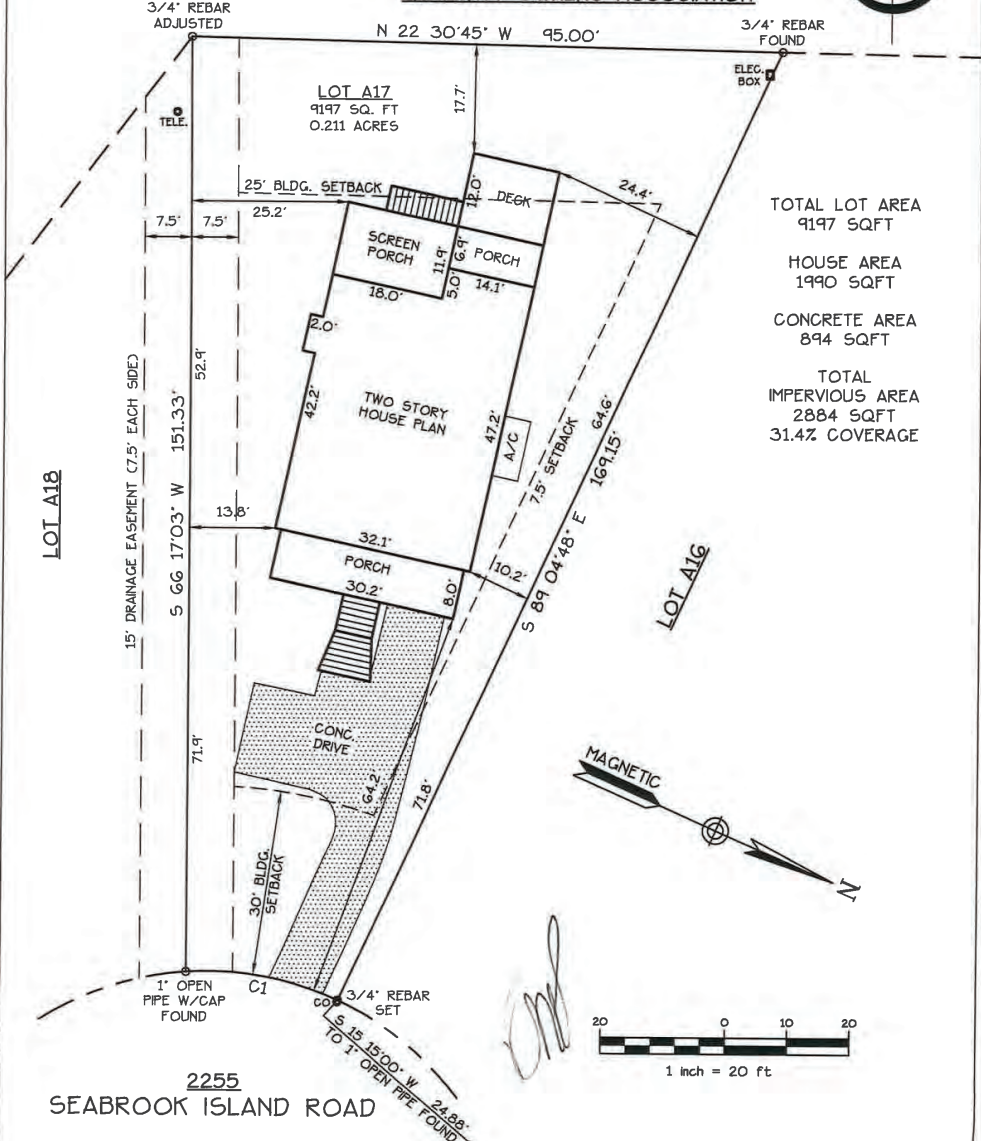 3/4" REBAR
ADJUSTED
N 22 30'45" W 95.00'
3/4" REBAR
FOUND
ELEC.
BOX
LOT A17
9197 SQ. FT
0.211 ACRES
17.7'
TELE.
25' BLDG. SETBACK
25.2'
7.5'
7.5'
12.0'
DECK
24.4'
TOTAL LOT AREA
9197 SQFT
HOUSE AREA
1990 SQFT
CONCRETE AREA
894 SQFT
TOTAL
IMPERVIOUS AREA
2884 SQFT
31.4% COVERAGE
SCREEN
PORCH
11.9'
6.9'
PORCH
18.0'
5.0'
14.1'
2.0'
52.9'
42.2'
TWO STORY
HOUSE PLAN
47.2'
A/C
7.5' SETBACK
64.6'
169.15'
S 89 04'48" E
LOT A18
15' DRAINAGE EASEMENT (7.5' EACH SIDE)
S 66 17'03" W 151.33'
13.8'
32.1'
PORCH
30.2'
8.0'
10.2'
LOT A16
CONC.
DRIVE
71.9'
64.2'
71.8'
30' BLDG.
SETBACK
MAGNETIC
N
1" OPEN
PIPE W/CAP
FOUND
C1
CO
3/4" REBAR
SET
S 15 15'00" W 24.88'
TO 1" OPEN PIPE FOUND
20 0 10 20
1 inch = 20 ft
2255
SEABROOK ISLAND ROAD